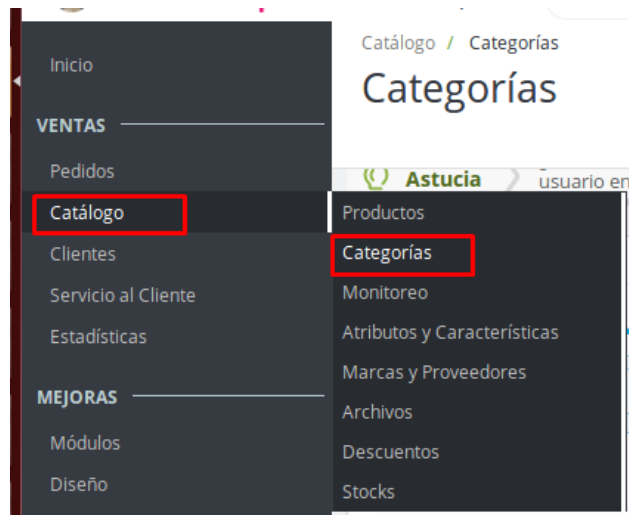 Catálogo / Categorías
Inicio
Categorías
VENTAS
Pedidos
Astucia
usuario en
Catálogo
Productos
Clientes
Categorías
Servicio al Cliente
Monitoreo
Estadísticas
Atributos y Características
Marcas y Proveedores
MEJORAS
Archivos
Módulos
Descuentos
Diseño
Stocks